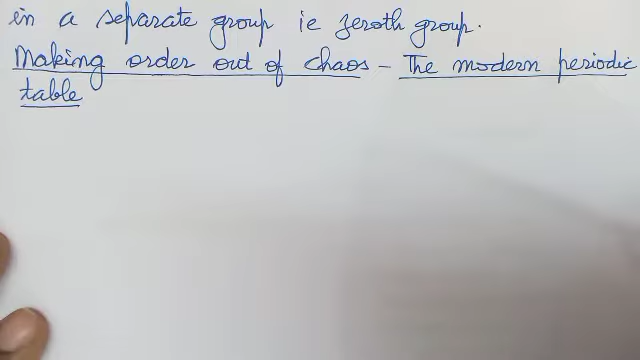 in a separate group ie zeroth group.
Making order out of chaos - The modern periodic
table